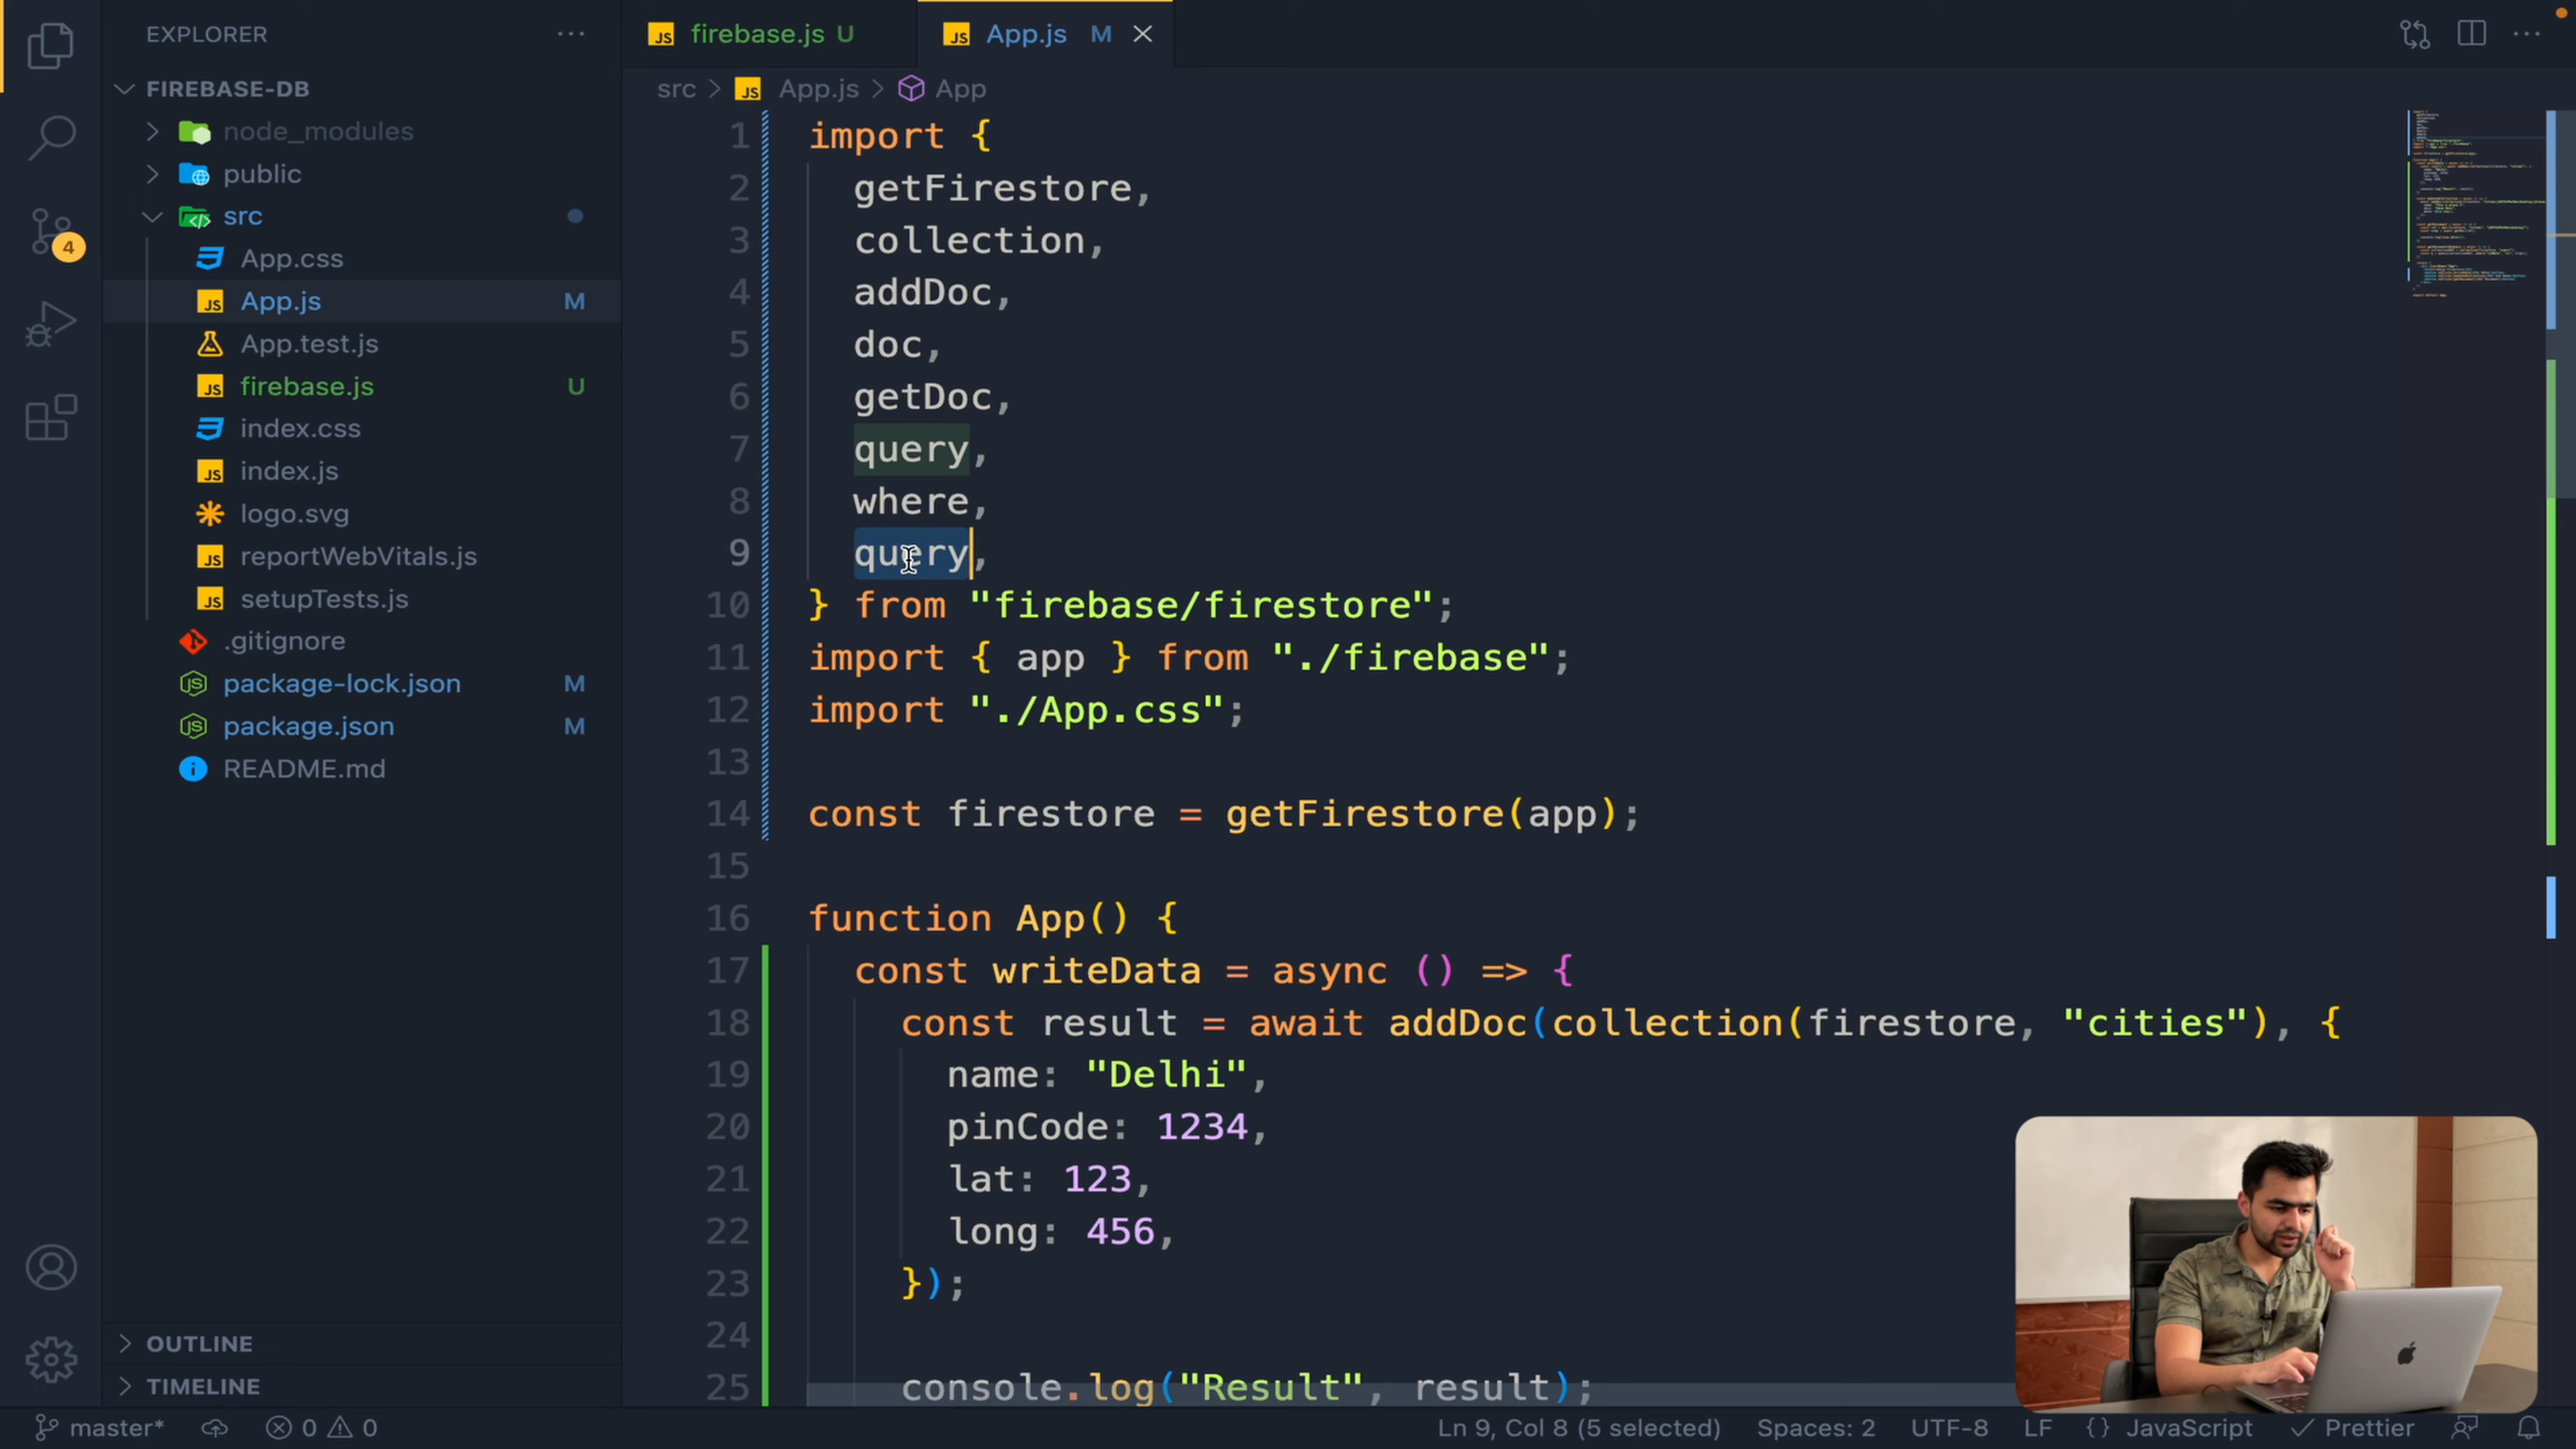 EXPLORER
FIREBASE-DB
node_modules
public
src
App.css
App.js M
App.test.js
firebase.js U
index.css
index.js
logo.svg
reportWebVitals.js
setupTests.js
.gitignore
package-lock.json M
package.json M
README.md
OUTLINE
TIMELINE
4
firebase.js U
App.js M
src > App.js > App
1 import {
2 getFirestore,
3 collection,
4 addDoc,
5 doc,
6 getDoc,
7 query,
8 where,
9 query,
10 } from "firebase/firestore";
11 import { app } from "./firebase";
12 import "./App.css";
13
14 const firestore = getFirestore(app);
15
16 function App() {
17 const writeData = async () => {
18 const result = await addDoc(collection(firestore, "cities"), {
19 name: "Delhi",
20 pinCode: 1234,
21 lat: 123,
22 long: 456,
23 });
24
25 console.log("Result", result);
master* 0 0 Ln 9, Col 8 (5 selected) Spaces: 2 UTF-8 LF {} JavaScript Prettier